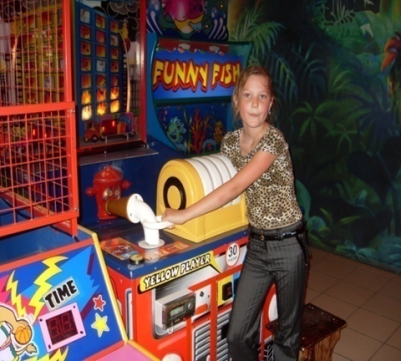 FUNNY FISH
YELLOW PLAYER
30
TIME